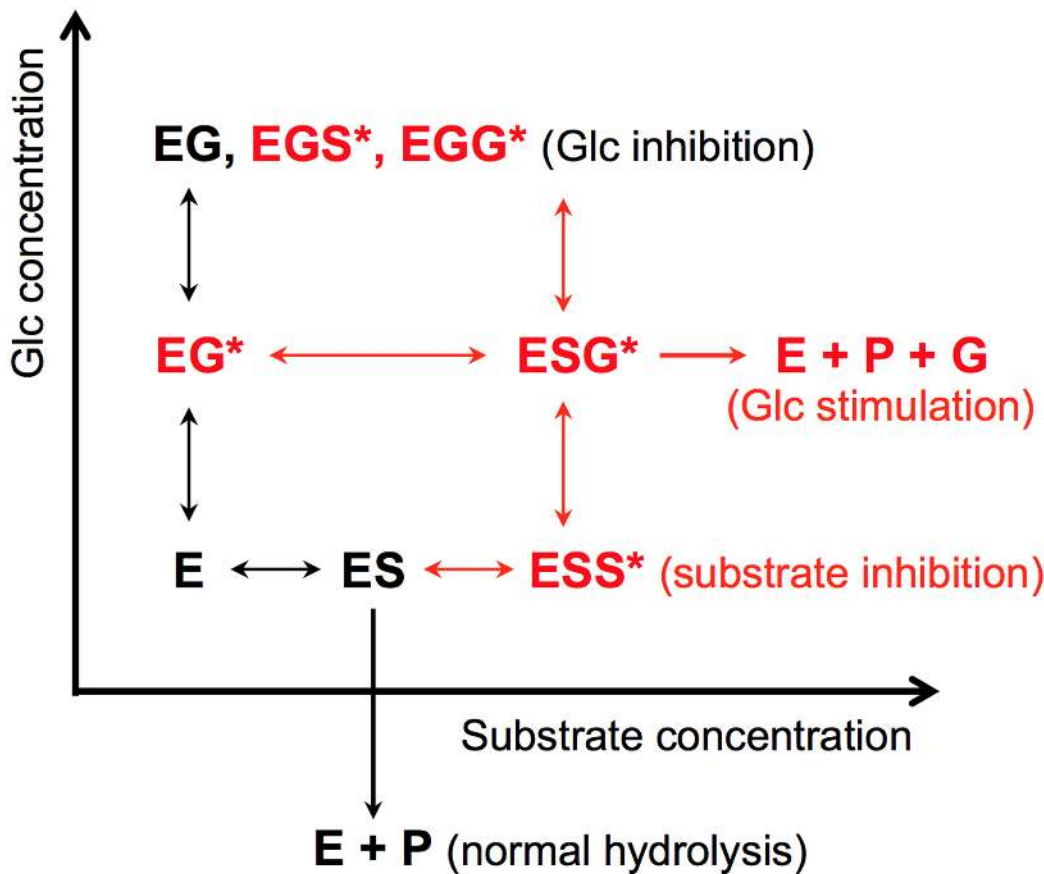 Glc concentration
EG, EGS*, EGG* (Glc inhibition)
EG* ESG* E + P + G
(Glc stimulation)
E ES ESS* (substrate inhibition)
Substrate concentration
E + P (normal hydrolysis)